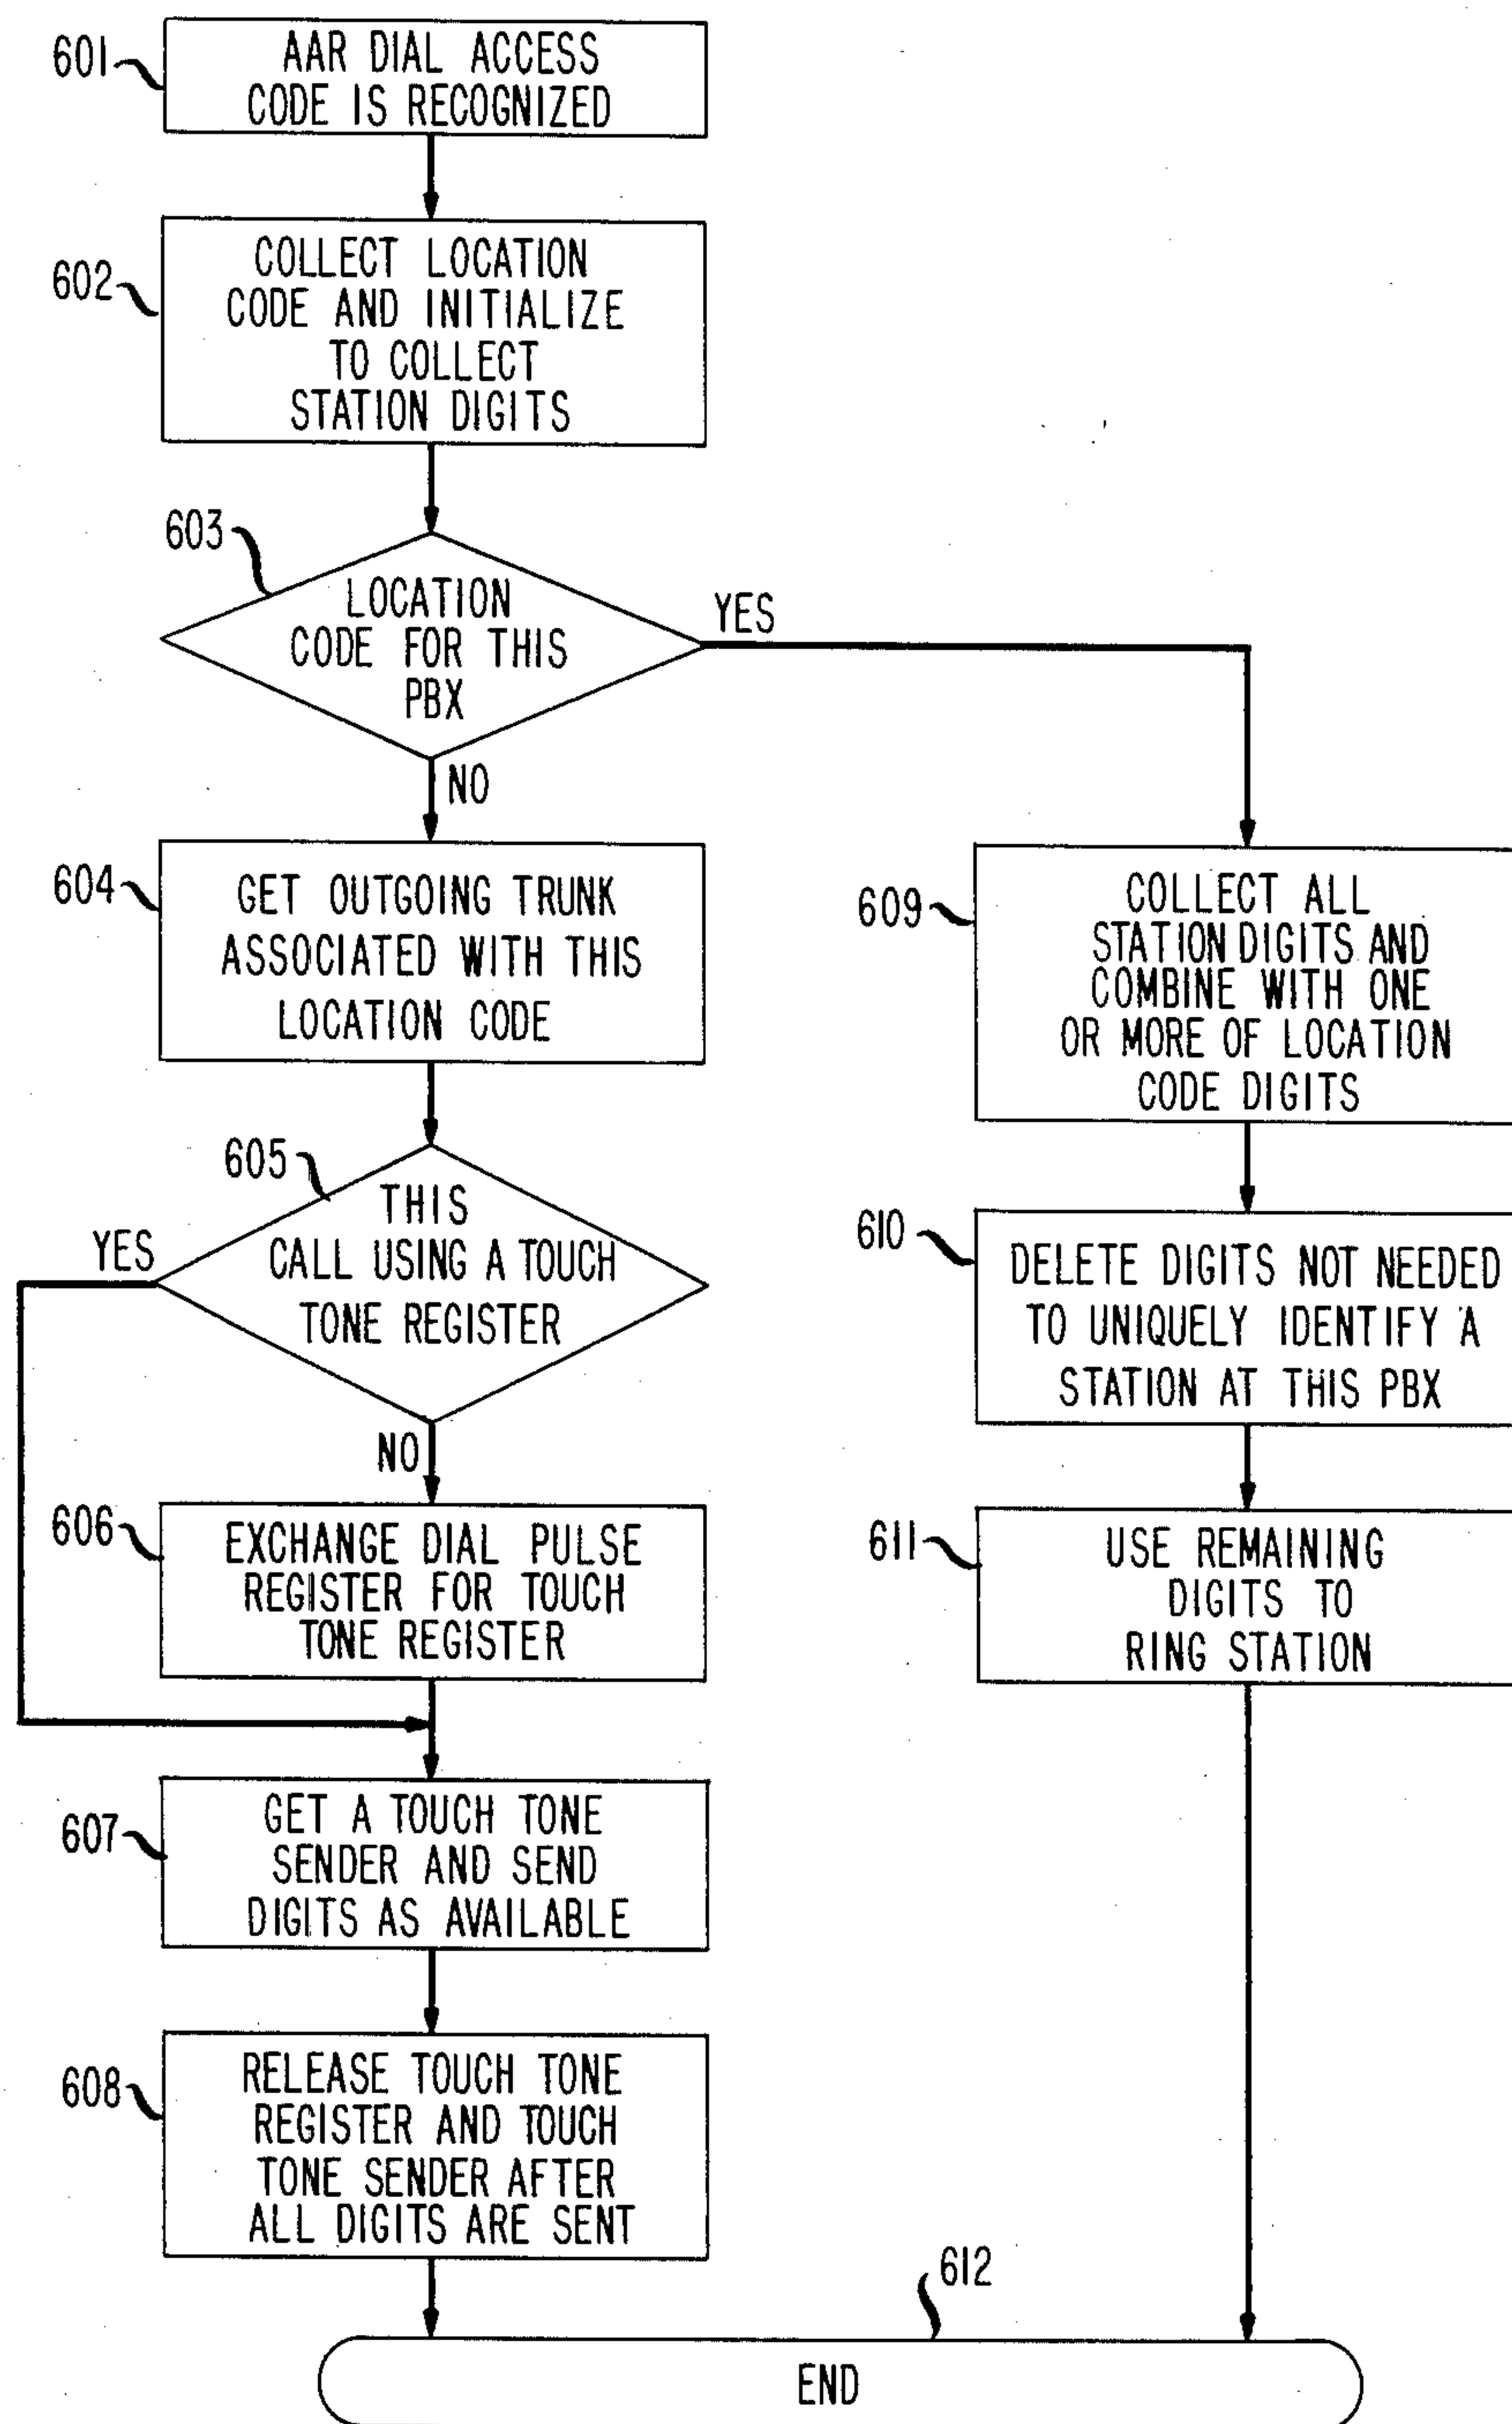 601
AAR DIAL ACCESS
CODE IS RECOGNIZED
602
COLLECT LOCATION
CODE AND INITIALIZE
TO COLLECT
STATION DIGITS
603
LOCATION
CODE FOR THIS
PBX
YES
NO
604
GET OUTGOING TRUNK
ASSOCIATED WITH THIS
LOCATION CODE
605
THIS
CALL USING A TOUCH
TONE REGISTER
YES
NO
606
EXCHANGE DIAL PULSE
REGISTER FOR TOUCH
TONE REGISTER
607
GET A TOUCH TONE
SENDER AND SEND
DIGITS AS AVAILABLE
608
RELEASE TOUCH TONE
REGISTER AND TOUCH
TONE SENDER AFTER
ALL DIGITS ARE SENT
609
COLLECT ALL
STATION DIGITS AND
COMBINE WITH ONE
OR MORE OF LOCATION
CODE DIGITS
610
DELETE DIGITS NOT NEEDED
TO UNIQUELY IDENTIFY A
STATION AT THIS PBX
611
USE REMAINING
DIGITS TO
RING STATION
612
END